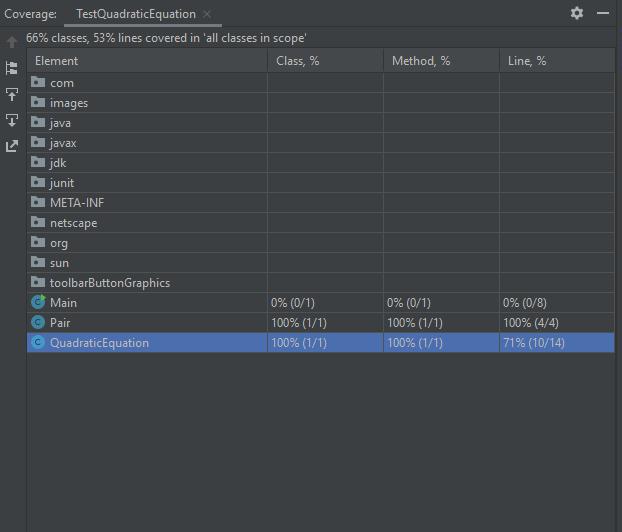 Coverage: TestQuadraticEquation
66% classes, 53% lines covered in 'all classes in scope'
Element Class, % Method, % Line, %
com
images
java
javax
jdk
junit
META-INF
netscape
org
sun
toolbarButtonGraphics
Main 0% (0/1) 0% (0/1) 0% (0/8)
Pair 100% (1/1) 100% (1/1) 100% (4/4)
QuadraticEquation 100% (1/1) 100% (1/1) 71% (10/14)